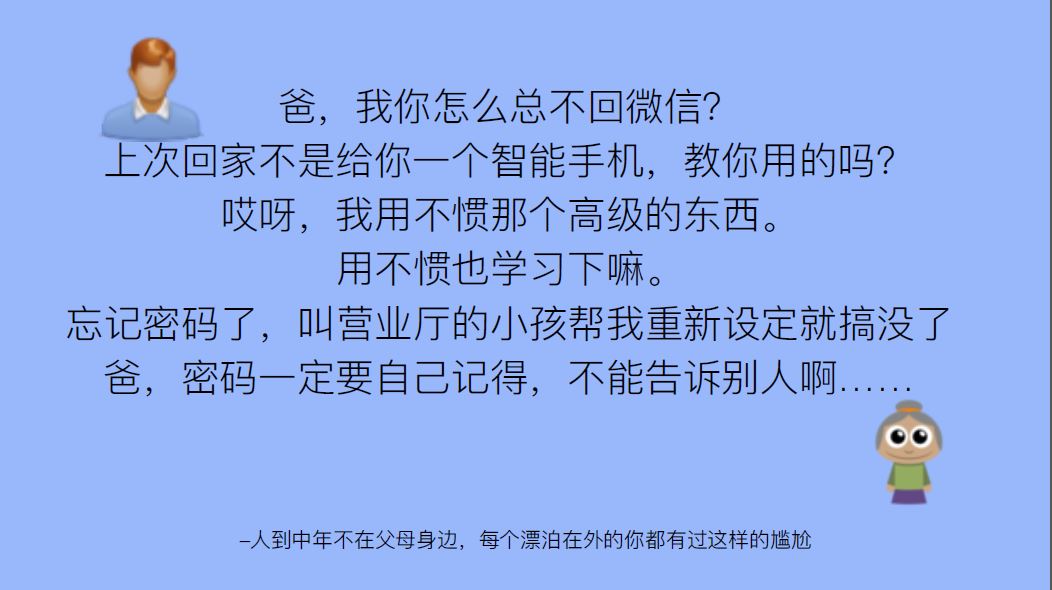 爸，我你怎么总不回微信？
上次回家不是给你一个智能手机，教你用的吗？
哎呀，我用不惯那个高级的东西。
用不惯也学习下嘛。
忘记密码了，叫营业厅的小孩帮我重新设定就搞没了
爸，密码一定要自己记得，不能告诉别人啊……
–人到中年不在父母身边，每个漂泊在外的你都有过这样的尴尬